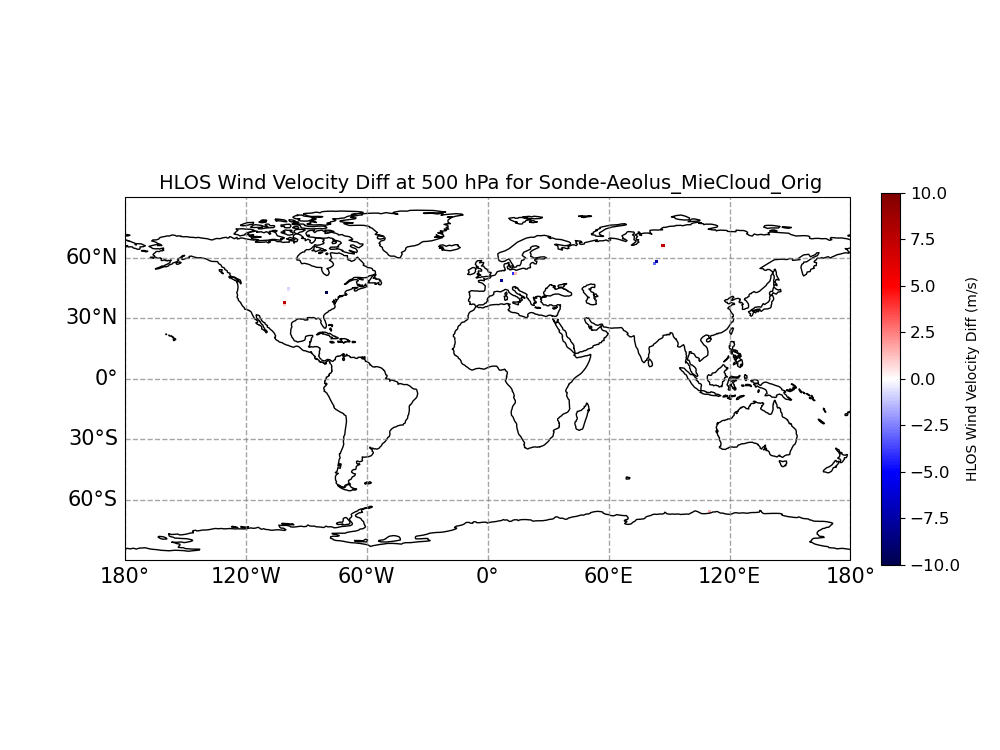 HLOS Wind Velocity Diff at 500 hPa for Sonde-Aeolus_MieCloud_Orig
60°N
30°N
0°
30°S
60°S
180°
120°W
60°W
0°
60°E
120°E
180°
10.0
7.5
5.0
2.5
0.0
−2.5
−5.0
−7.5
−10.0
HLOS Wind Velocity Diff (m/s)